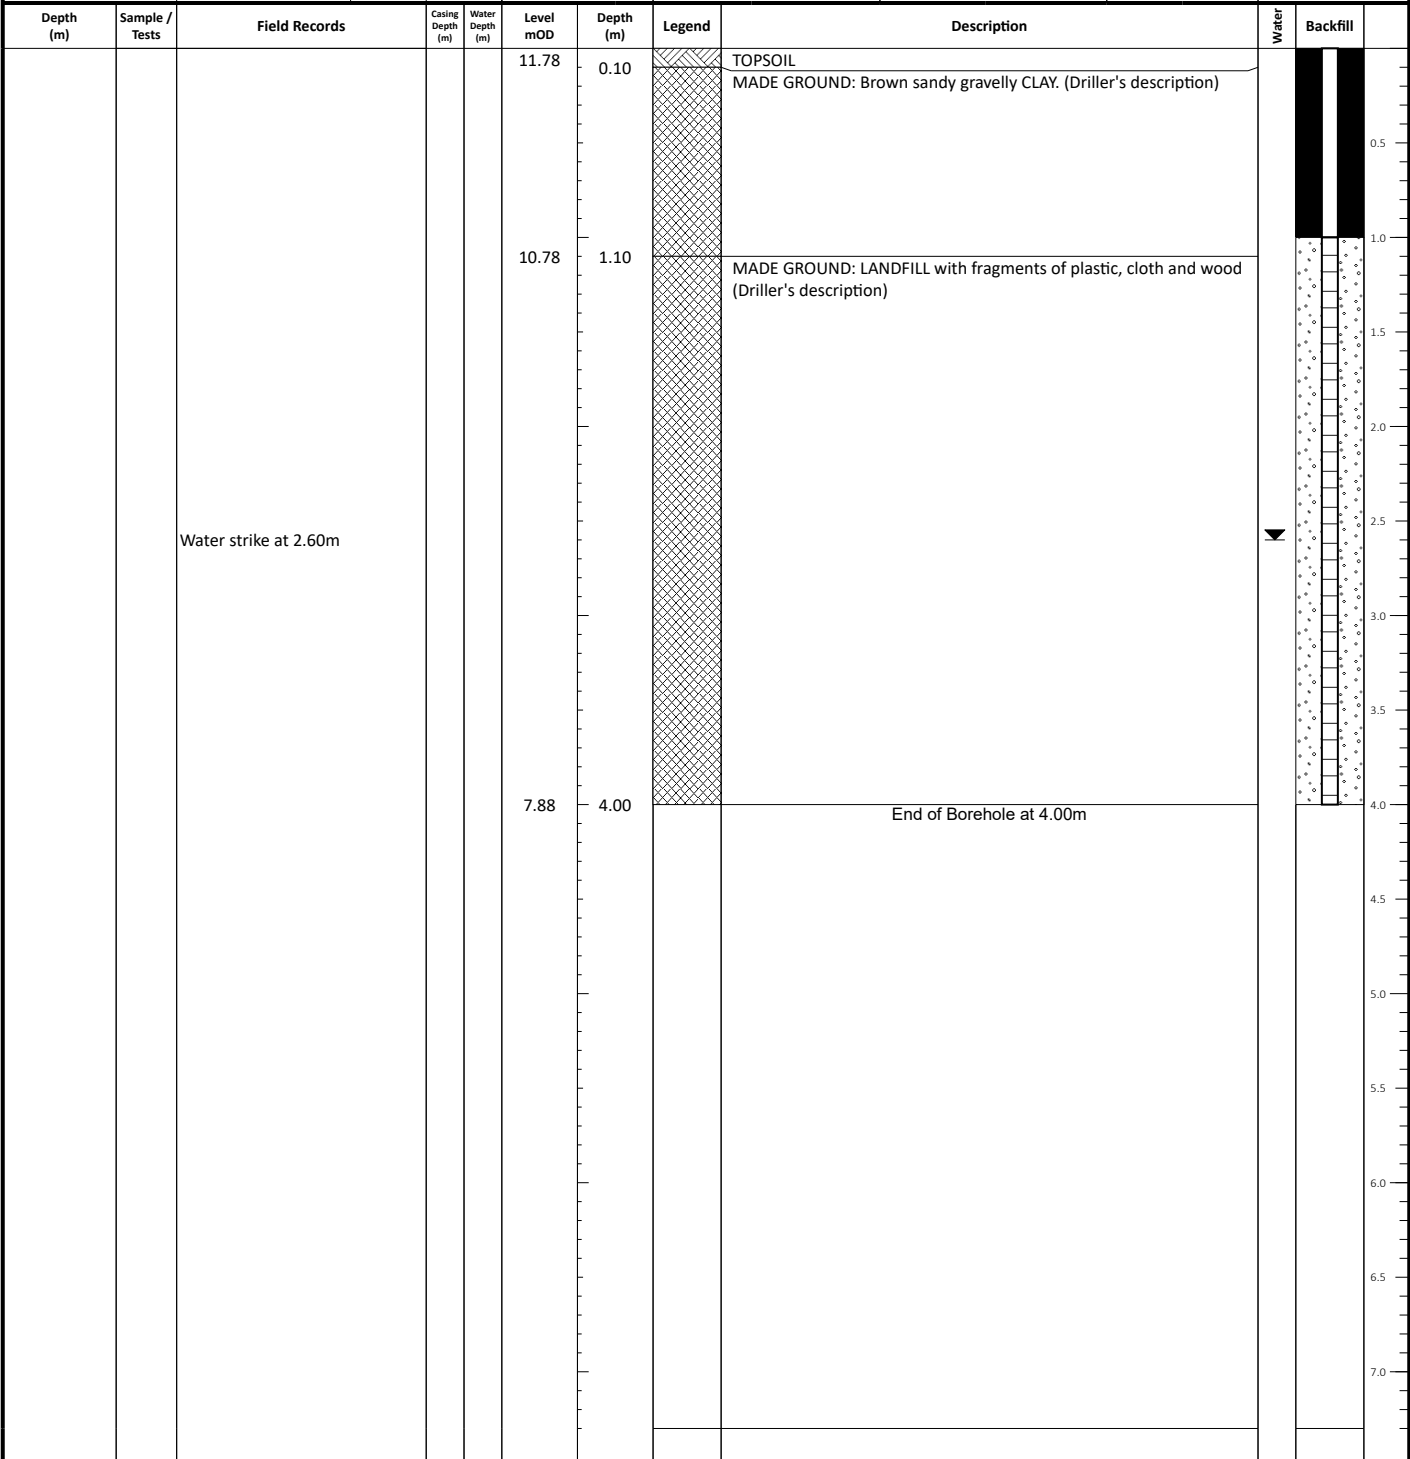 Depth
(m)
Sample /
Tests
Field Records
Casing
Depth
(m)
Water
Depth
(m)
Level
mOD
Depth
(m)
Legend
Description
Water
Backfill
11.78
0.10
TOPSOIL
MADE GROUND: Brown sandy gravelly CLAY. (Driller's description)
0.5
1.0
10.78
1.10
MADE GROUND: LANDFILL with fragments of plastic, cloth and wood
(Driller's description)
1.5
2.0
2.5
Water strike at 2.60m
3.0
3.5
7.88
4.00
4.0
End of Borehole at 4.00m
4.5
5.0
5.5
6.0
6.5
7.0